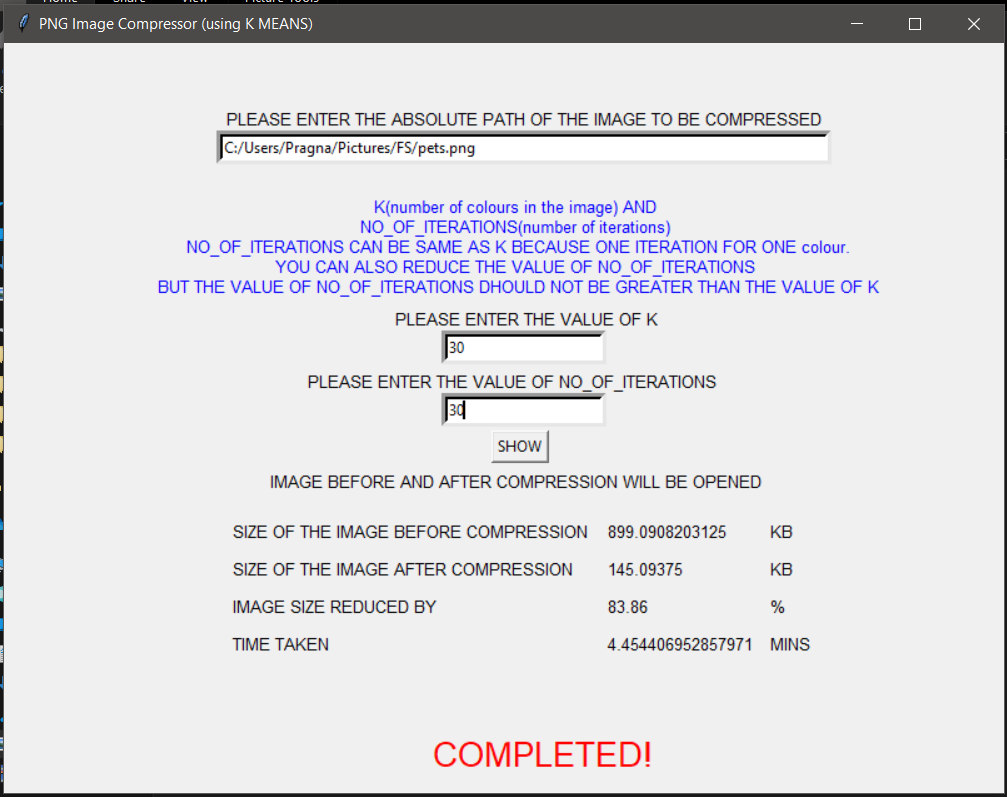 PNG Image Compressor (using K MEANS)
PLEASE ENTER THE ABSOLUTE PATH OF THE IMAGE TO BE COMPRESSED
C:/Users/Pragna/Pictures/FS/pets.png
K(number of colours in the image) AND
NO_OF_ITERATIONS(number of iterations)
NO_OF_ITERATIONS CAN BE SAME AS K BECAUSE ONE ITERATION FOR ONE colour.
YOU CAN ALSO REDUCE THE VALUE OF NO_OF_ITERATIONS
BUT THE VALUE OF NO_OF_ITERATIONS DHOULD NOT BE GREATER THAN THE VALUE OF K
PLEASE ENTER THE VALUE OF K
30
PLEASE ENTER THE VALUE OF NO_OF_ITERATIONS
30
SHOW
IMAGE BEFORE AND AFTER COMPRESSION WILL BE OPENED
SIZE OF THE IMAGE BEFORE COMPRESSION 899.0908203125 KB
SIZE OF THE IMAGE AFTER COMPRESSION 145.09375 KB
IMAGE SIZE REDUCED BY 83.86 %
TIME TAKEN 4.454406952857971 MINS
COMPLETED!